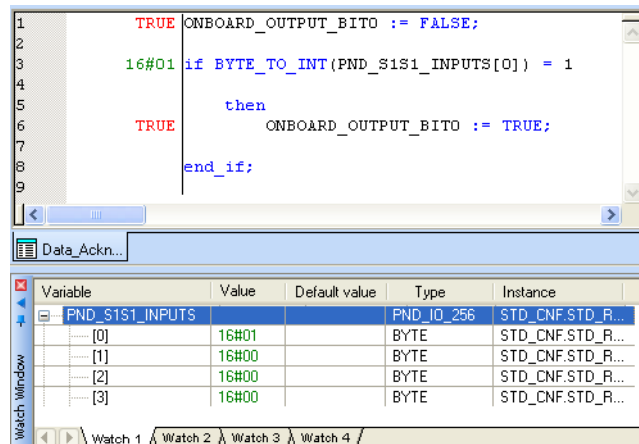 1 TRUE ONBOARD_OUTPUT_BIT0 := FALSE;
2
3 16#01 if BYTE_TO_INT(PND_S1S1_INPUTS[0]) = 1
4
5 then
6 TRUE ONBOARD_OUTPUT_BIT0 := TRUE;
7
8 end_if;
9
Data_Ackn...
Variable Value Default value Type Instance
PND_S1S1_INPUTS PND_IO_256 STD_CNF.STD_R...
[0] 16#01 BYTE STD_CNF.STD_R...
[1] 16#00 BYTE STD_CNF.STD_R...
[2] 16#00 BYTE STD_CNF.STD_R...
[3] 16#00 BYTE STD_CNF.STD_R...
Watch Window
Watch 1 Watch 2 Watch 3 Watch 4